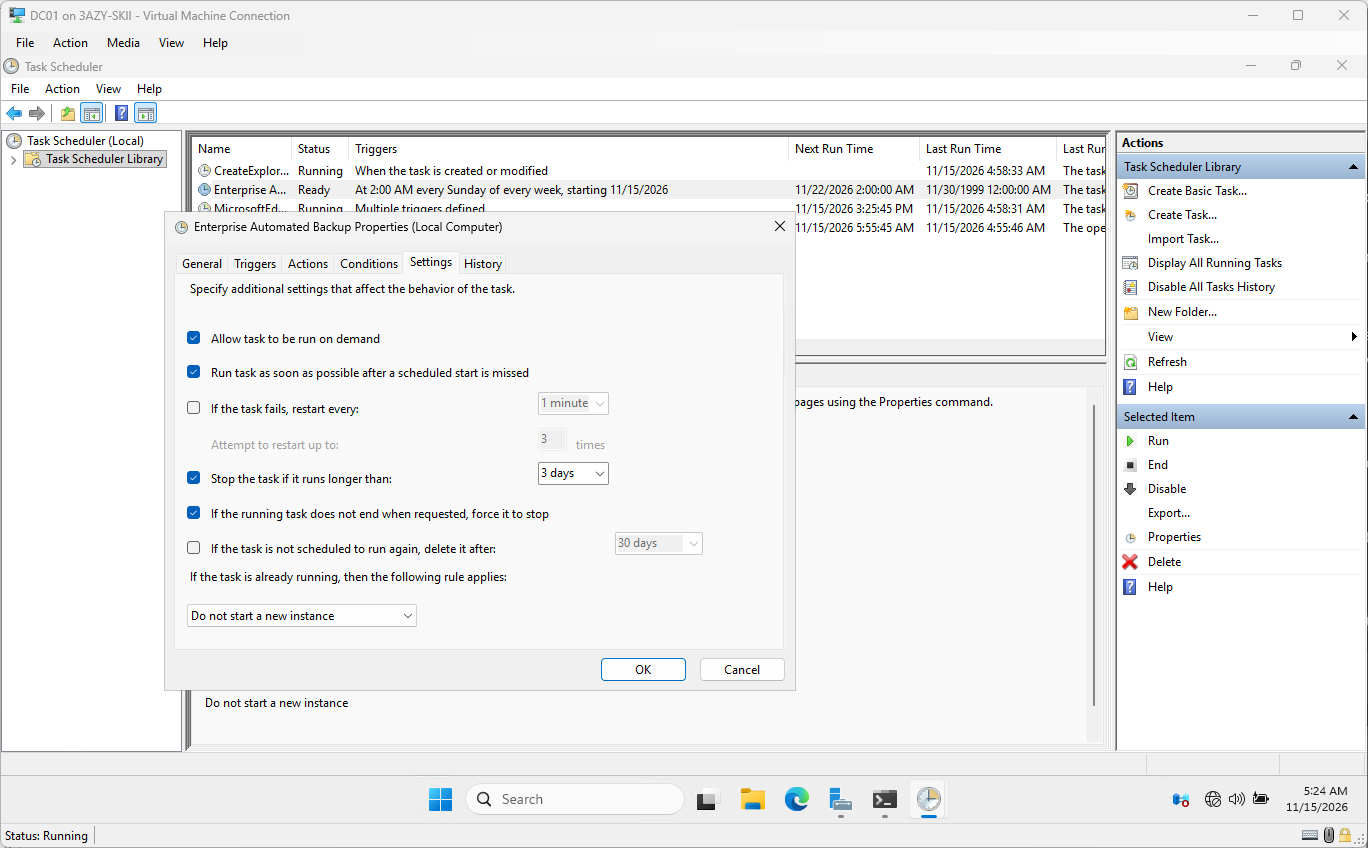 DC01 on 3AZY-SKII - Virtual Machine Connection
File Action Media View Help
Task Scheduler
File Action View Help
Task Scheduler (Local)
Task Scheduler Library
Name Status Triggers Next Run Time Last Run Time Last Run
CreateExplor... Running When the task is created or modified 11/15/2026 4:58:33 AM The task
Enterprise A... Ready At 2:00 AM every Sunday of every week, starting 11/15/2026 11/22/2026 2:00:00 AM 11/30/1999 12:00:00 AM The task
MicrosoftEd... Running Multiple triggers defined 11/15/2026 3:25:45 PM 11/15/2026 4:58:31 AM The task
11/15/2026 5:55:45 AM 11/15/2026 4:55:46 AM The ope
Enterprise Automated Backup Properties (Local Computer)
General Triggers Actions Conditions Settings History
Specify additional settings that affect the behavior of the task.
Allow task to be run on demand
Run task as soon as possible after a scheduled start is missed
If the task fails, restart every: 1 minute
Attempt to restart up to: 3 times
Stop the task if it runs longer than: 3 days
If the running task does not end when requested, force it to stop
If the task is not scheduled to run again, delete it after: 30 days
If the task is already running, then the following rule applies:
Do not start a new instance
OK Cancel
pages using the Properties command.
Do not start a new instance
Actions
Task Scheduler Library
Create Basic Task...
Create Task...
Import Task...
Display All Running Tasks
Disable All Tasks History
New Folder...
View
Refresh
Help
Selected Item
Run
End
Disable
Export...
Properties
Delete
Help
Search
5:24 AM
11/15/2026
Status: Running